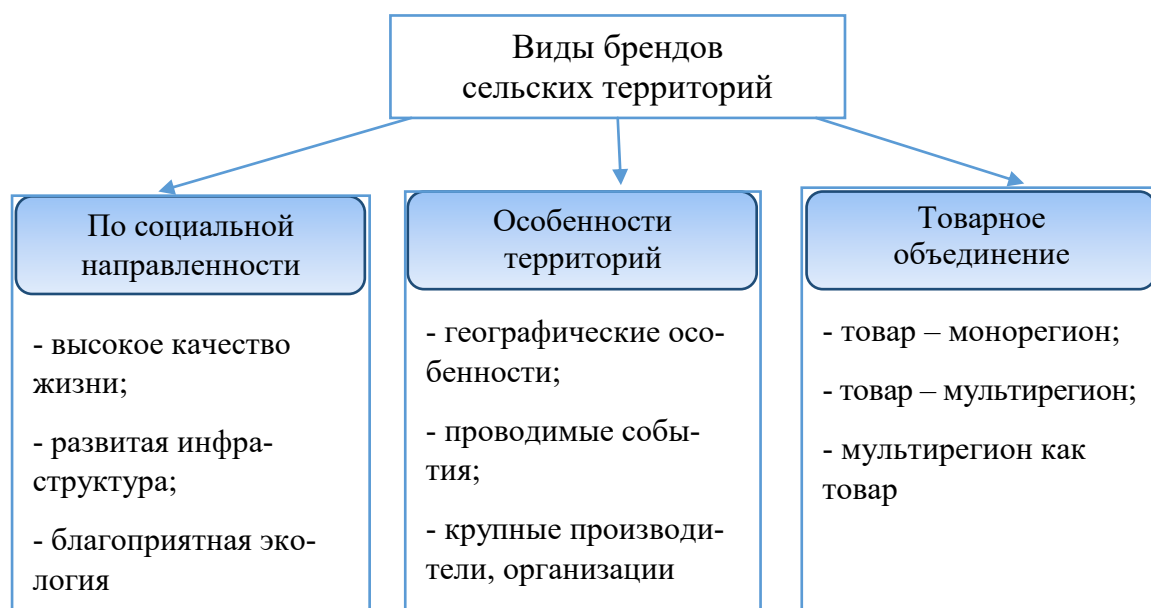 Виды брендов
сельских территорий
По социальной
направленности
- высокое качество
жизни;
- развитая инфра-
структура;
- благоприятная эко-
логия
Особенности
территорий
- географические осо-
бенности;
- проводимые собы-
тия;
- крупные производи-
тели, организации
Товарное
объединение
- товар – монорегион;
- товар – мультирегион;
- мультирегион как
товар